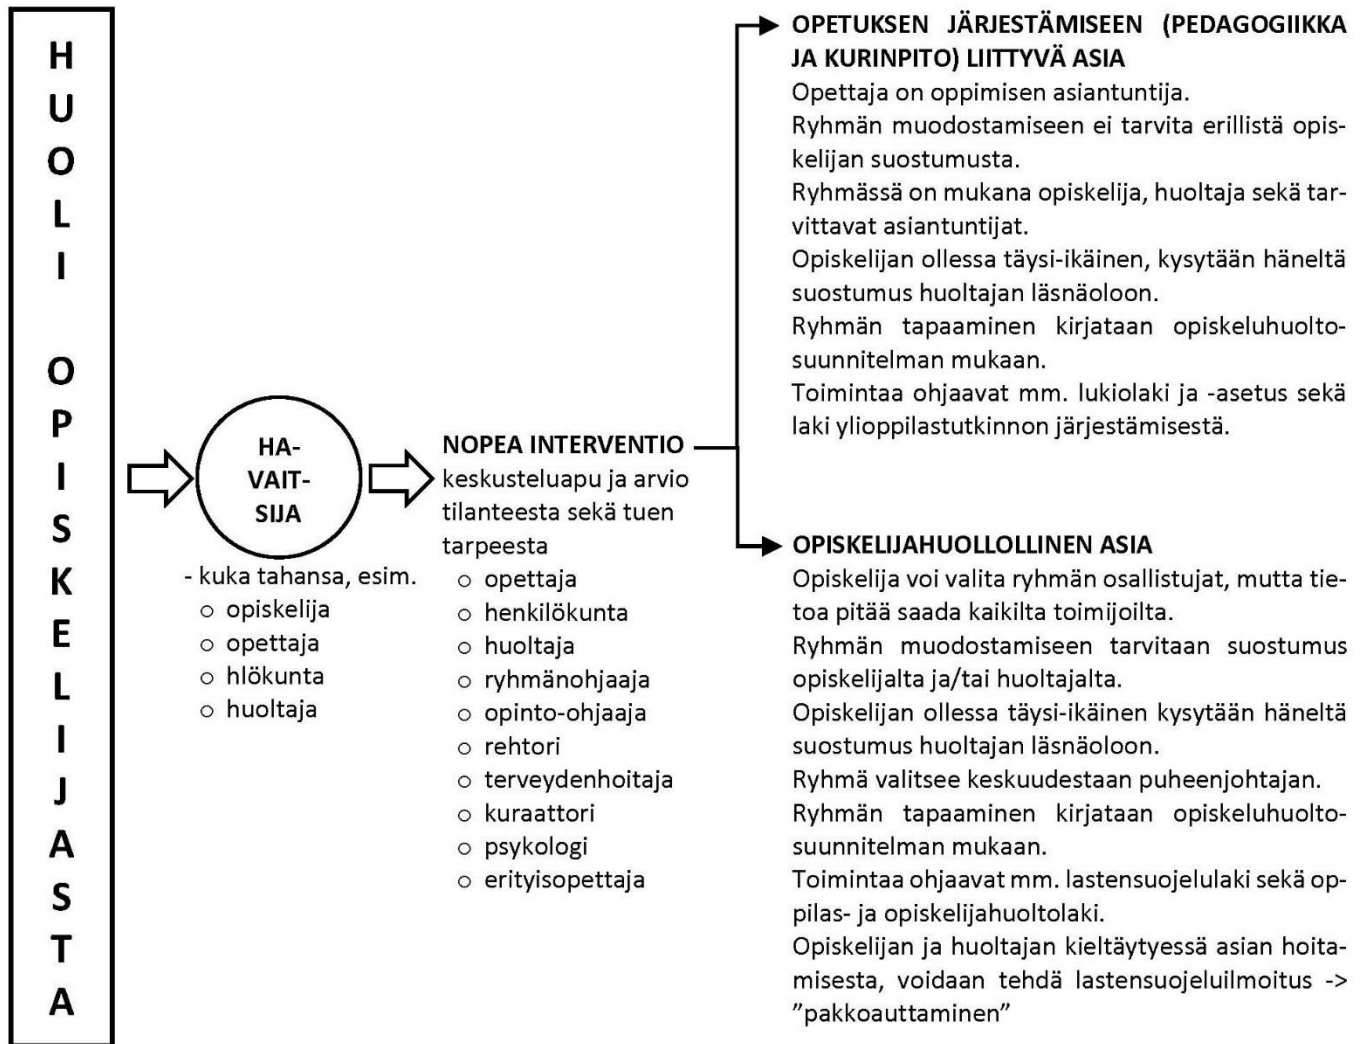 HUOLI OPISKELIJASTA
HA-
VAIT-
SIJA
- kuka tahansa, esim.
○ opiskelija
○ opettaja
○ hlökunta
○ huoltaja
NOPEA INTERVENTIO
keskusteluapu ja arvio
tilanteesta sekä tuen
tarpeesta
○ opettaja
○ henkilökunta
○ huoltaja
○ ryhmänohjaaja
○ opinto-ohjaaja
○ rehtori
○ terveydenhoitaja
○ kuraattori
○ psykologi
○ erityisopettaja
OPETUKSEN JÄRJESTÄMISEEN (PEDAGOGIIKKA
JA KURINPITO) LIITTYVÄ ASIA
Opettaja on oppimisen asiantuntija.
Ryhmän muodostamiseen ei tarvita erillistä opis-
kelijan suostumusta.
Ryhmässä on mukana opiskelija, huoltaja sekä tar-
vittavat asiantuntijat.
Opiskelijan ollessa täysi-ikäinen, kysytään häneltä
suostumus huoltajan läsnäoloon.
Ryhmän tapaaminen kirjataan opiskeluhuolto-
suunnitelman mukaan.
Toimintaa ohjaavat mm. lukiolaki ja -asetus sekä
laki ylioppilastutkinnon järjestämisestä.
OPISKELIJAHUOLLOLLINEN ASIA
Opiskelija voi valita ryhmän osallistujat, mutta tie-
toa pitää saada kaikilta toimijoilta.
Ryhmän muodostamiseen tarvitaan suostumus
opiskelijalta ja/tai huoltajalta.
Opiskelijan ollessa täysi-ikäinen kysytään häneltä
suostumus huoltajan läsnäoloon.
Ryhmä valitsee keskuudestaan puheenjohtajan.
Ryhmän tapaaminen kirjataan opiskeluhuolto-
suunnitelman mukaan.
Toimintaa ohjaavat mm. lastensuojelulaki sekä op-
pilas- ja opiskelijahuoltolaki.
Opiskelijan ja huoltajan kieltäytyessä asian hoita-
misesta, voidaan tehdä lastensuojeluilmoitus ->
”pakkoauttaminen”